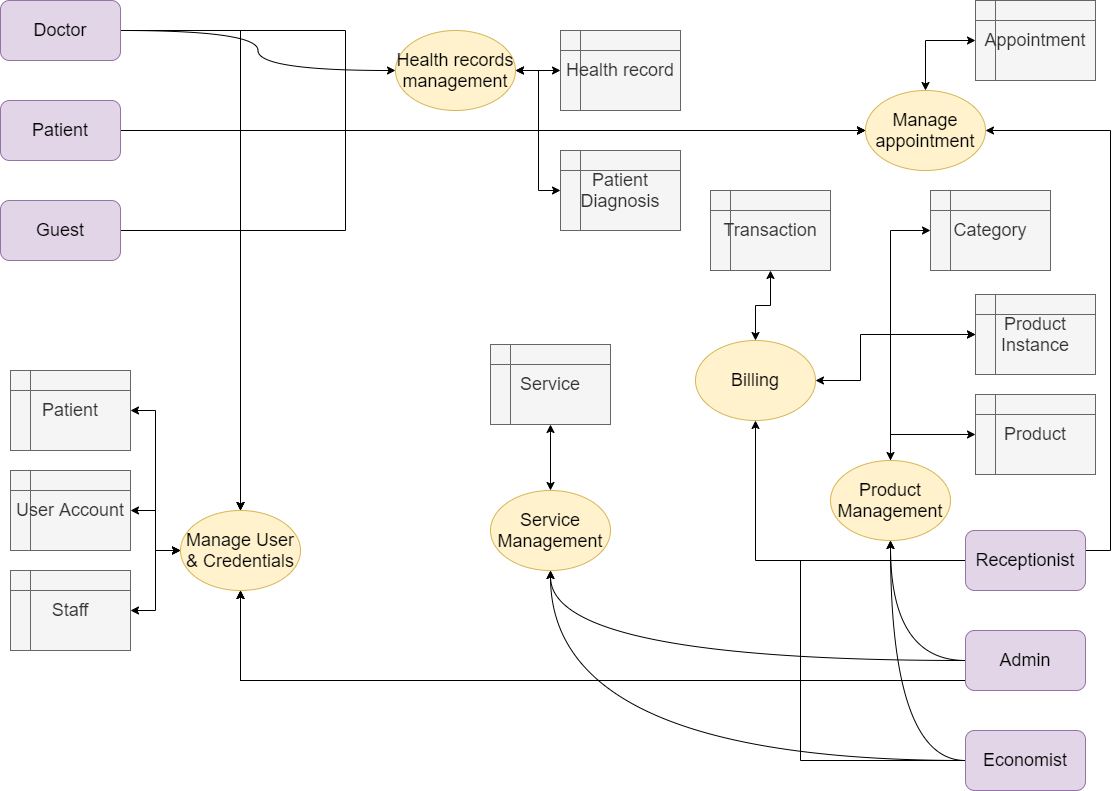 Doctor
Health records
management
Health record
Appointment
Patient
Manage
appointment
Guest
Patient
Diagnosis
Transaction
Category
Product
Instance
Billing
Service
Patient
Product
User Account
Product
Management
Manage User
& Credentials
Service
Management
Receptionist
Staff
Admin
Economist